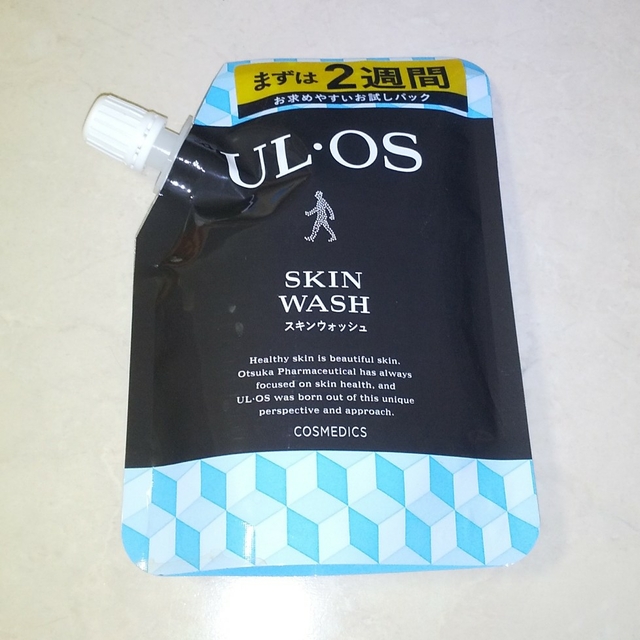 まずは2週間
お求めやすいお試しパック
UL·OS
SKIN
WASH
スキンウォッシュ
Healthy skin is beautiful skin.
Otsuka Pharmaceutical has always
focused on skin health, and
UL·OS was born out of this unique
perspective and approach.
COSMEDICS